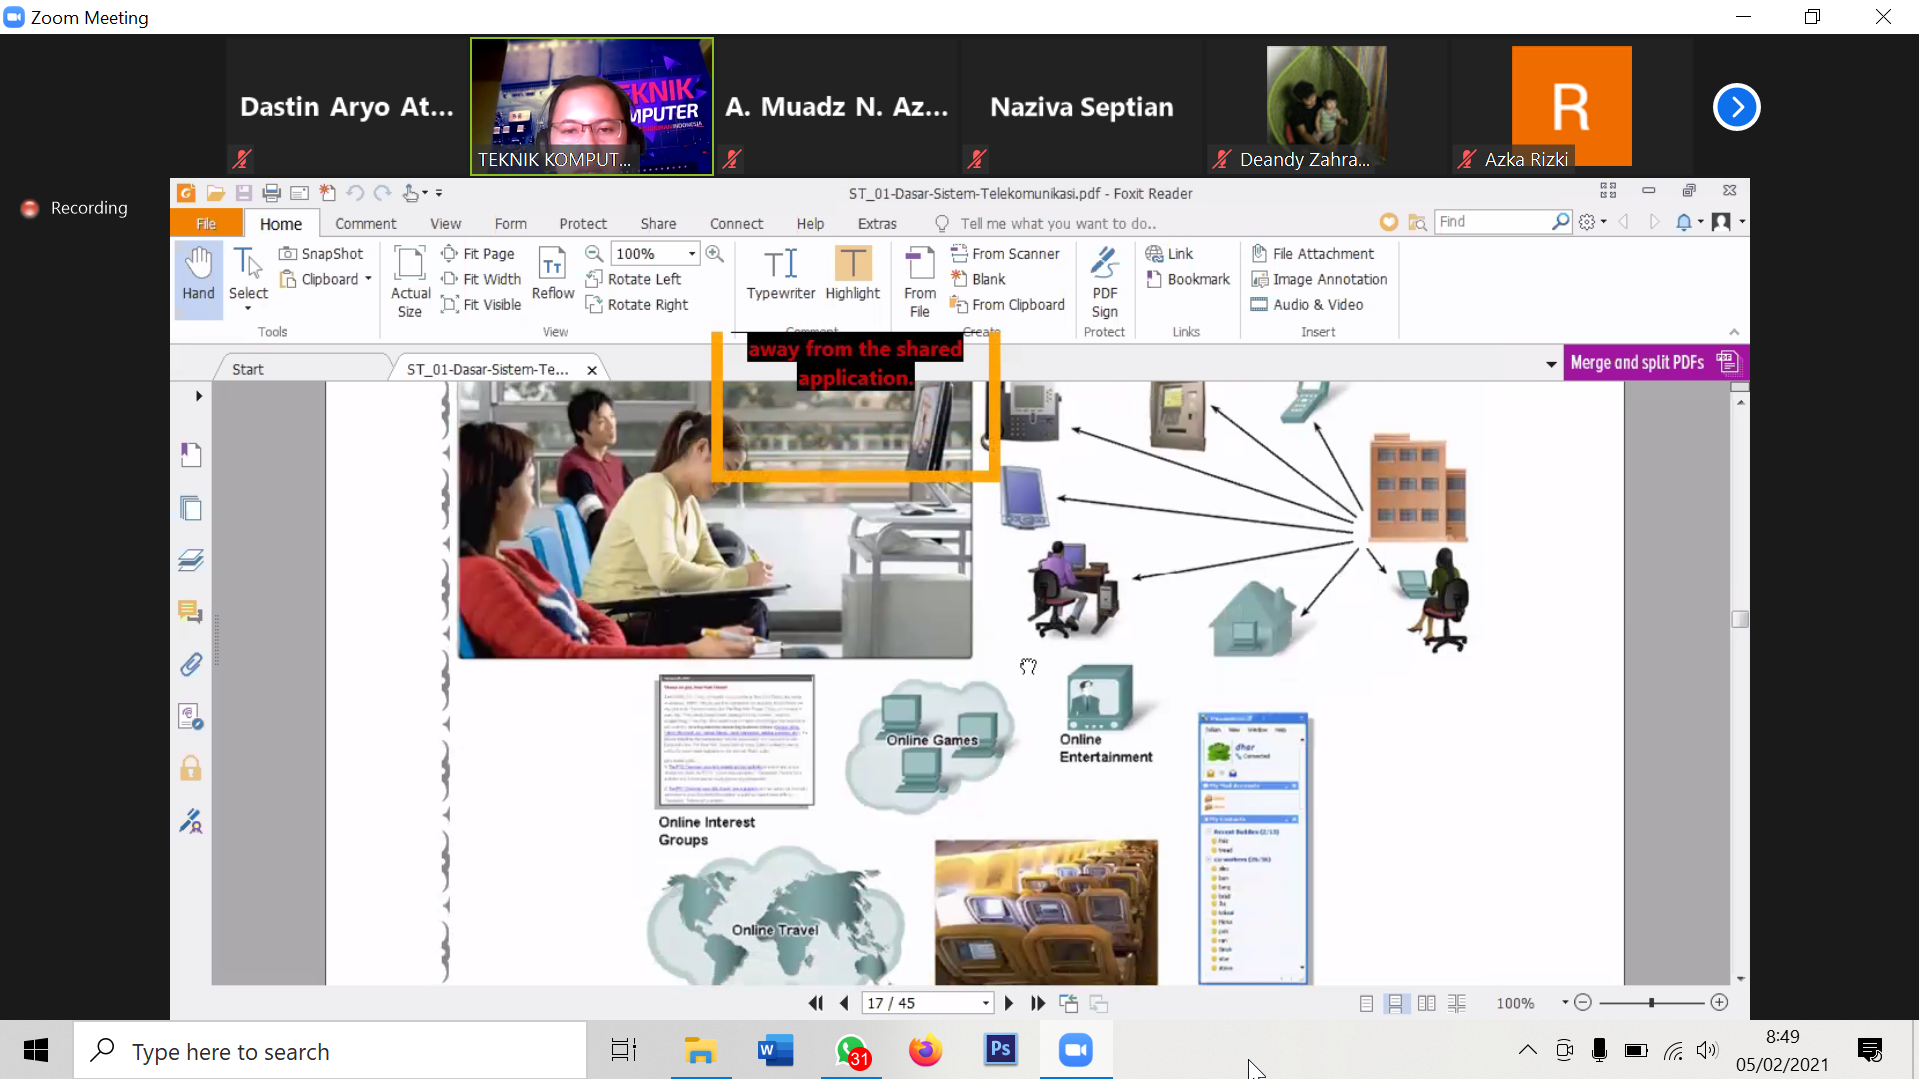 Zoom Meeting
Dastin Aryo At...
TEKNIK
KOMPUT...
A. Muadz N. Az...
Naziva Septian
Deandy Zahra...
R
Azka Rizki
Recording
ST_01-Dasar-Sistem-Telekomunikasi.pdf - Foxit Reader
File Home Comment View Form Protect Share Connect Help Extras Tell me what you want to do.. Find
Hand
Select
SnapShot
Clipboard
Tools
Actual Size
Fit Page
Fit Width
Fit Visible
Reflow
100%
Rotate Left
Rotate Right
View
Typewriter
Highlight
Comment
From File
From Scanner
Blank
From Clipboard
Create
PDF Sign
Protect
Link
Bookmark
Links
File Attachment
Image Annotation
Audio & Video
Insert
away from the shared
application.
Start
ST_01-Dasar-Sistem-Te...
Merge and split PDFs
Online Games
Online
Entertainment
Online Interest
Groups
Online Travel
dhar
Connected
17 / 45
100%
Type here to search
31
Ps
8:49
05/02/2021